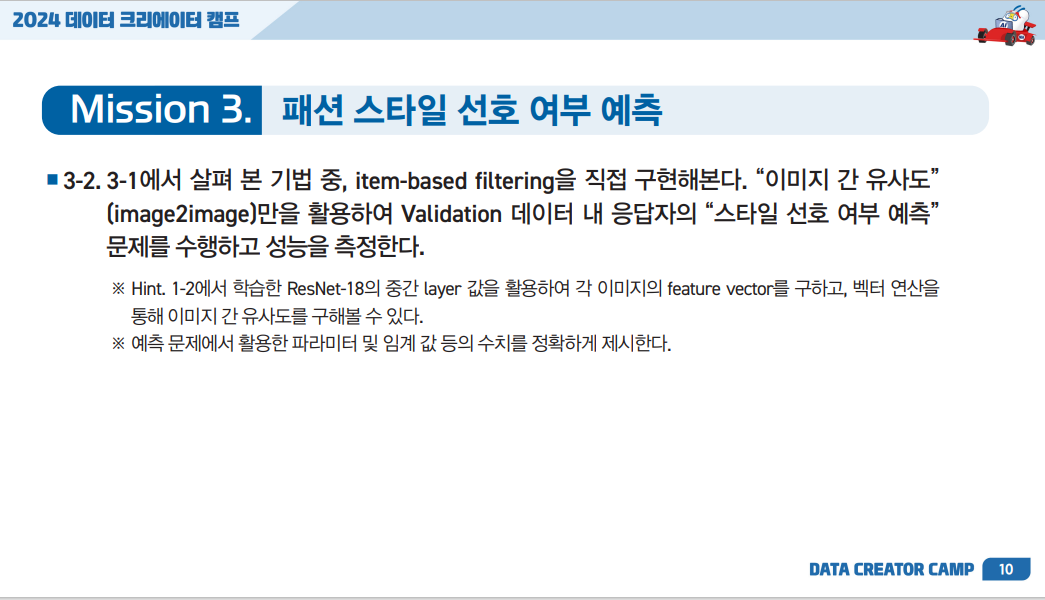 2024 데이터 크리에이터 캠프
AI
Mission 3. 패션 스타일 선호 여부 예측
■ 3-2. 3-1에서 살펴 본 기법 중, item-based filtering을 직접 구현해본다. “이미지 간 유사도”
(image2image)만을 활용하여 Validation 데이터 내 응답자의 “스타일 선호 여부 예측”
문제를 수행하고 성능을 측정한다.
※ Hint. 1-2에서 학습한 ResNet-18의 중간 layer 값을 활용하여 각 이미지의 feature vector를 구하고, 벡터 연산을
통해 이미지 간 유사도를 구해볼 수 있다.
※ 예측 문제에서 활용한 파라미터 및 임계 값 등의 수치를 정확하게 제시한다.
DATA CREATOR CAMP 10